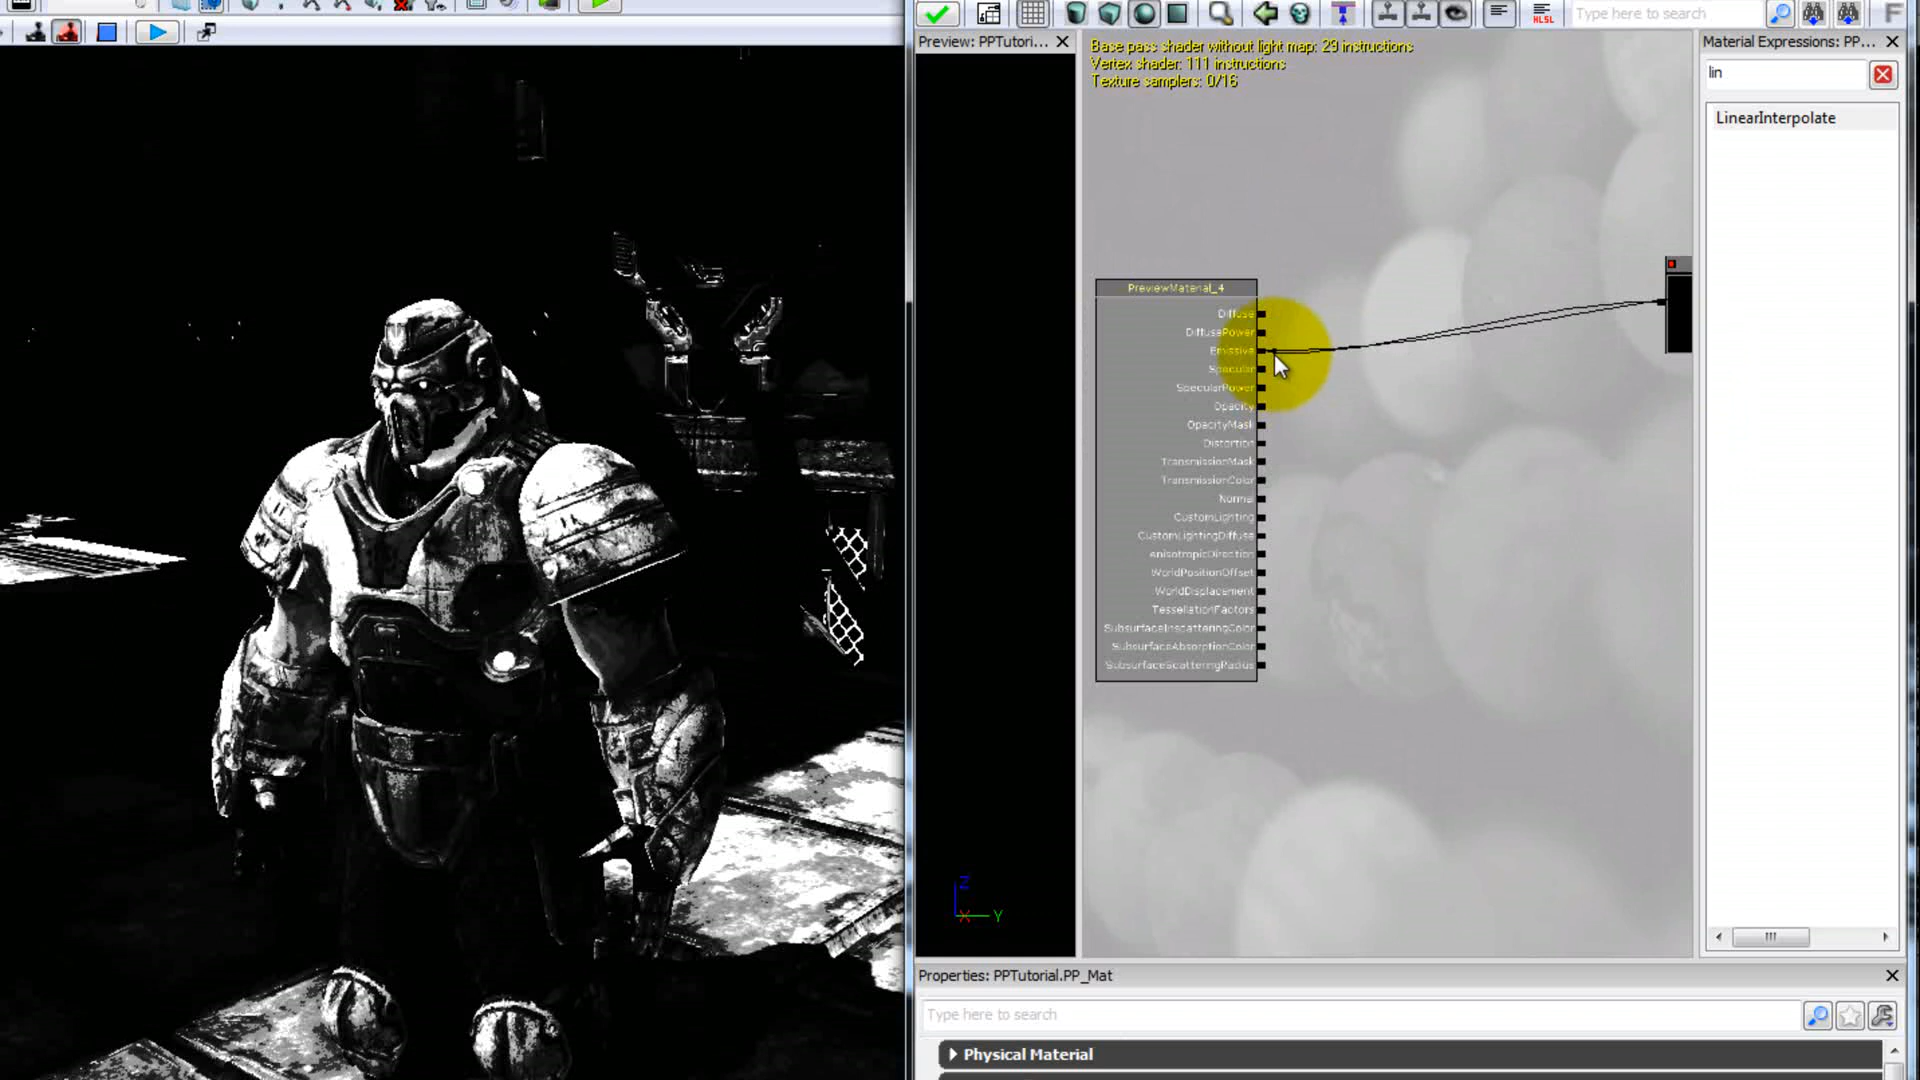 HLSL
Type here to search
F
Preview: PPTutori...
Base pass shader without light map: 29 instructions
Vertex shader: 111 instructions
Texture samplers: 0/16
Material Expressions: PP...
lin
LinearInterpolate
PreviewMaterial_4
Diffuse
DiffusePower
Emissive
Specular
SpecularPower
Opacity
OpacityMask
Distortion
TransmissionMask
TransmissionColor
Normal
CustomLighting
CustomLightingDiffuse
AnisotropicDirection
WorldPositionOffset
WorldDisplacement
TessellationFactors
SubsurfaceInscatteringColor
SubsurfaceAbsorptionColor
SubsurfaceScatteringRadius
Z
X
Y
Properties: PPTutorial.PP_Mat
Type here to search
Physical Material